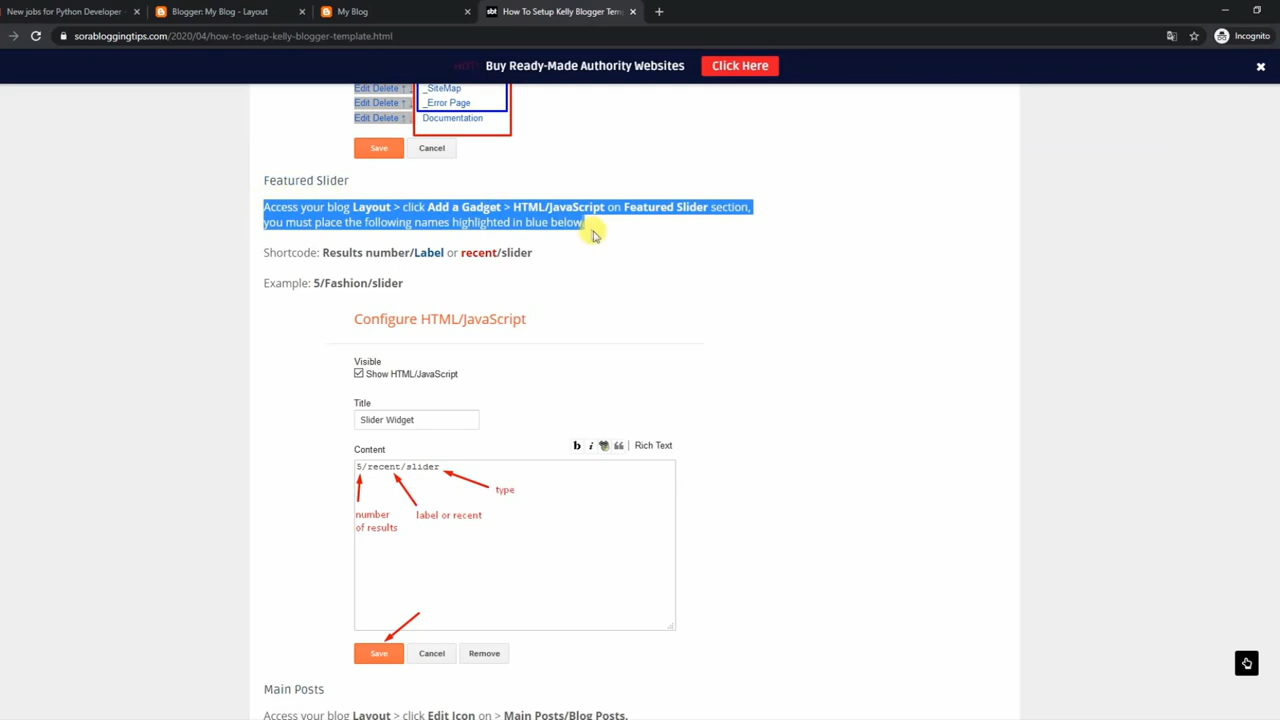 New jobs for Python Developer
Blogger: My Blog - Layout
My Blog
sbt
How To Setup Kelly Blogger Tem
sorabloggingtips.com/2020/04/how-to-setup-kelly-blogger-template.html
Incognito
Buy Ready-Made Authority Websites
Click Here
Edit Delete ↑ _SiteMap
Edit Delete ↑ _Error Page
Edit Delete ↑ Documentation
Save Cancel
Featured Slider
Access your blog Layout > click Add a Gadget > HTML/JavaScript on Featured Slider section,
you must place the following names highlighted in blue below.
Shortcode: Results number/Label or recent/slider
Example: 5/Fashion/slider
Configure HTML/JavaScript
Visible
Show HTML/JavaScript
Title
Slider Widget
Content
b i Rich Text
5/recent/slider
type
number
of results
label or recent
Save Cancel Remove
Main Posts
Access your blog Layout > click Edit Icon on > Main Posts/Blog Posts.